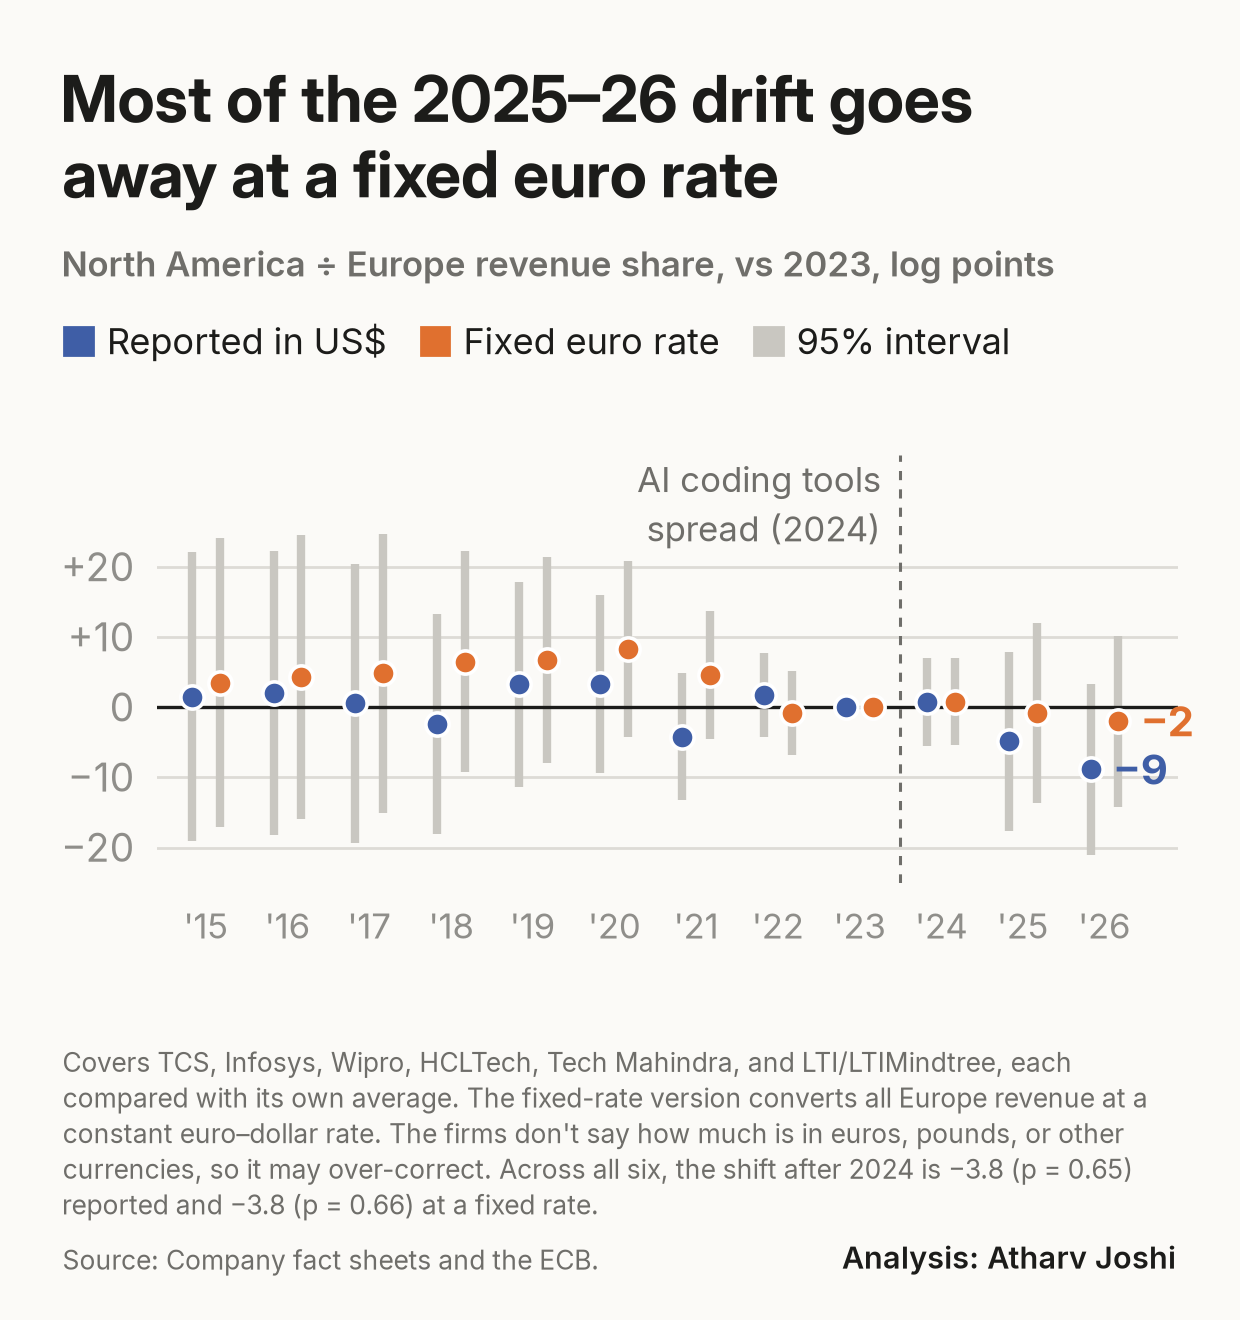 Most of the 2025–26 drift goes
away at a fixed euro rate
North America ÷ Europe revenue share, vs 2023, log points
Reported in US$ Fixed euro rate 95% interval
AI coding tools
spread (2024)
+20
+10
0
−10
−20
−2
−9
'15 '16 '17 '18 '19 '20 '21 '22 '23 '24 '25 '26
Covers TCS, Infosys, Wipro, HCLTech, Tech Mahindra, and LTI/LTIMindtree, each
compared with its own average. The fixed-rate version converts all Europe revenue at a
constant euro–dollar rate. The firms don't say how much is in euros, pounds, or other
currencies, so it may over-correct. Across all six, the shift after 2024 is −3.8 (p = 0.65)
reported and −3.8 (p = 0.66) at a fixed rate.
Source: Company fact sheets and the ECB.
Analysis: Atharv Joshi